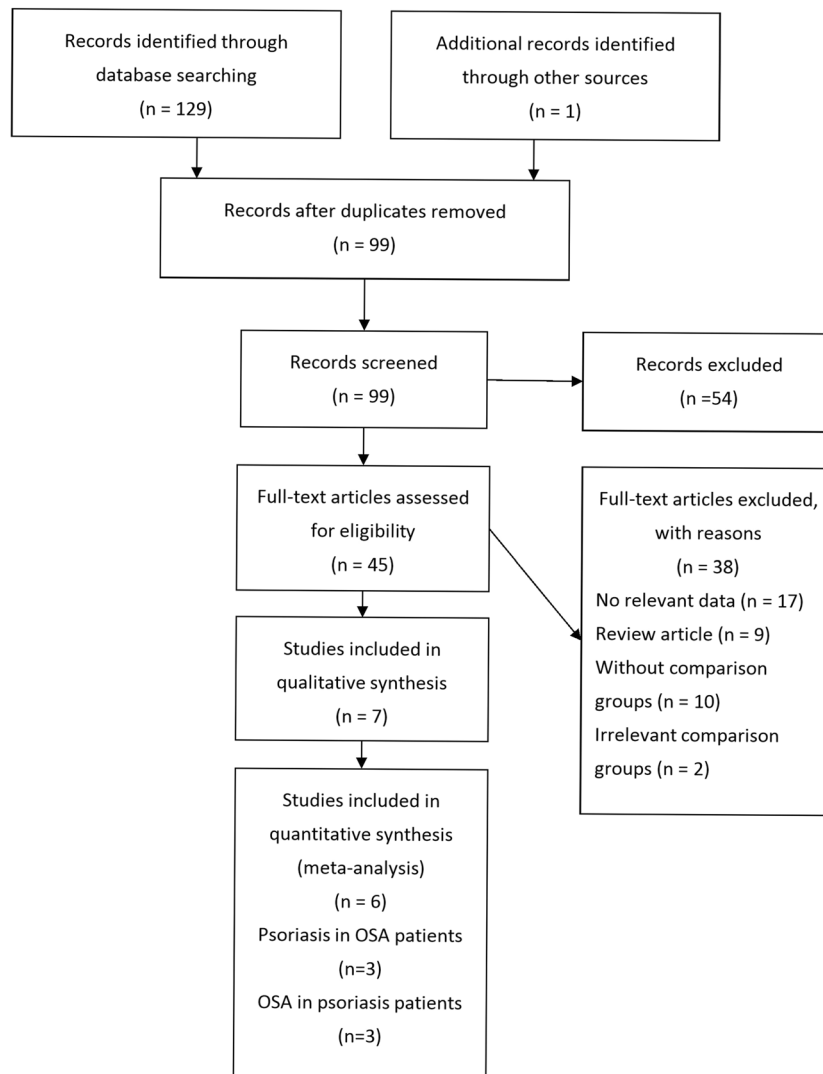 Records identified through
database searching
(n = 129)
Additional records identified
through other sources
(n = 1)
Records after duplicates removed
(n = 99)
Records screened
(n = 99)
Records excluded
(n =54)
Full-text articles assessed
for eligibility
(n = 45)
Full-text articles excluded,
with reasons
(n = 38)
No relevant data (n = 17)
Review article (n = 9)
Without comparison
groups (n = 10)
Irrelevant comparison
groups (n = 2)
Studies included in
qualitative synthesis
(n = 7)
Studies included in
quantitative synthesis
(meta-analysis)
(n = 6)
Psoriasis in OSA patients
(n=3)
OSA in psoriasis patients
(n=3)